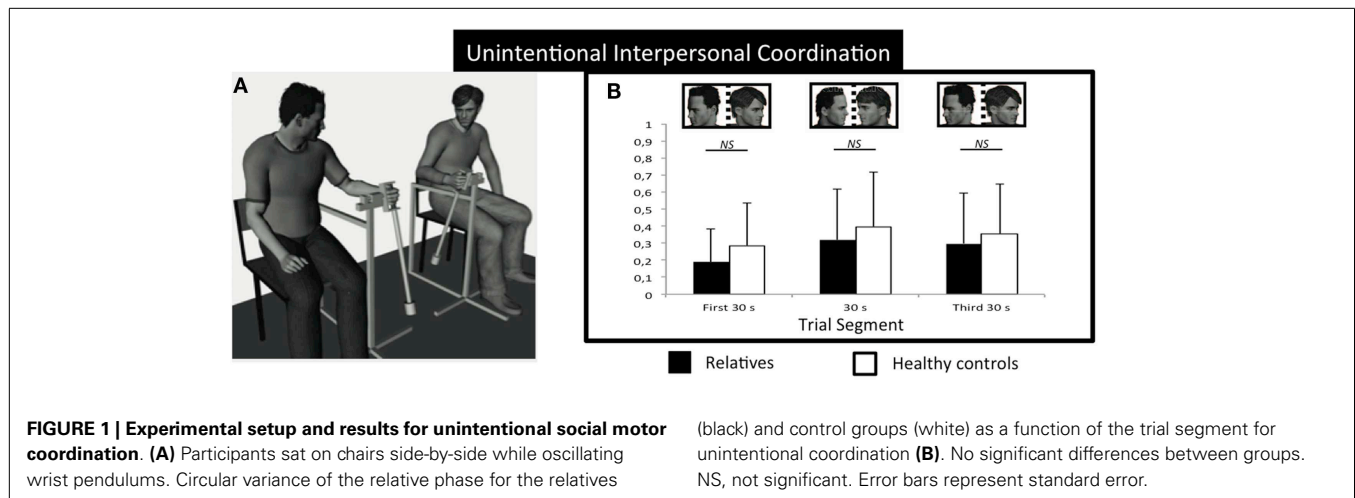 Unintentional Interpersonal Coordination
A
B
NS
NS
NS
1
0,9
0,8
0,7
0,6
0,5
0,4
0,3
0,2
0,1
0
First 30 s
30 s
Third 30 s
Trial Segment
Relatives
Healthy controls
FIGURE 1 | Experimental setup and results for unintentional social motor
coordination. (A) Participants sat on chairs side-by-side while oscillating
wrist pendulums. Circular variance of the relative phase for the relatives
(black) and control groups (white) as a function of the trial segment for
unintentional coordination (B). No significant differences between groups.
NS, not significant. Error bars represent standard error.